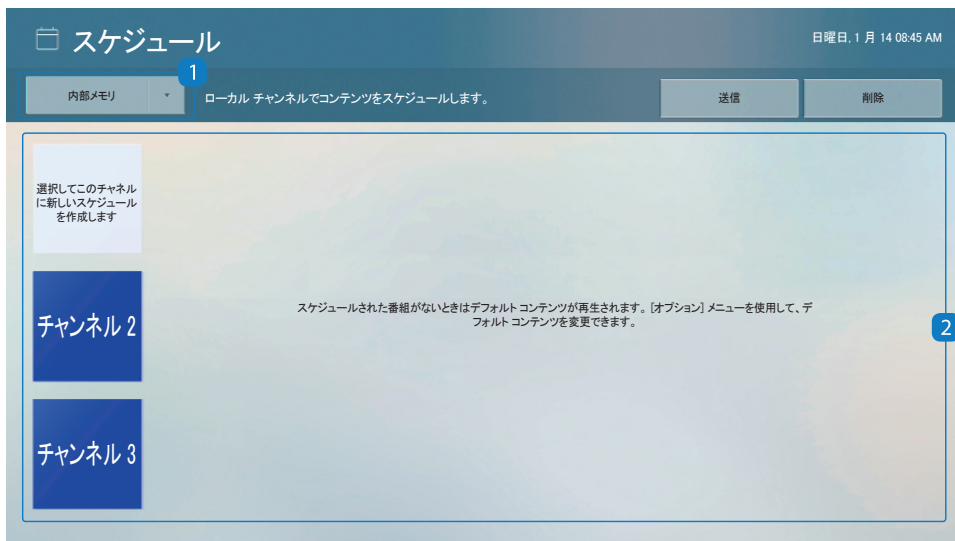 スケジュール
日曜日, 1 月 14 08:45 AM
1
内部メモリ
ローカル チャンネルでコンテンツをスケジュールします。
送信
削除
選択してこのチャネル
に新しいスケジュール
を作成します
スケジュールされた番組がないときはデフォルト コンテンツが再生されます。[オプション] メニューを使用して、デ
フォルト コンテンツを変更できます。
2
チャンネル 2
チャンネル 3